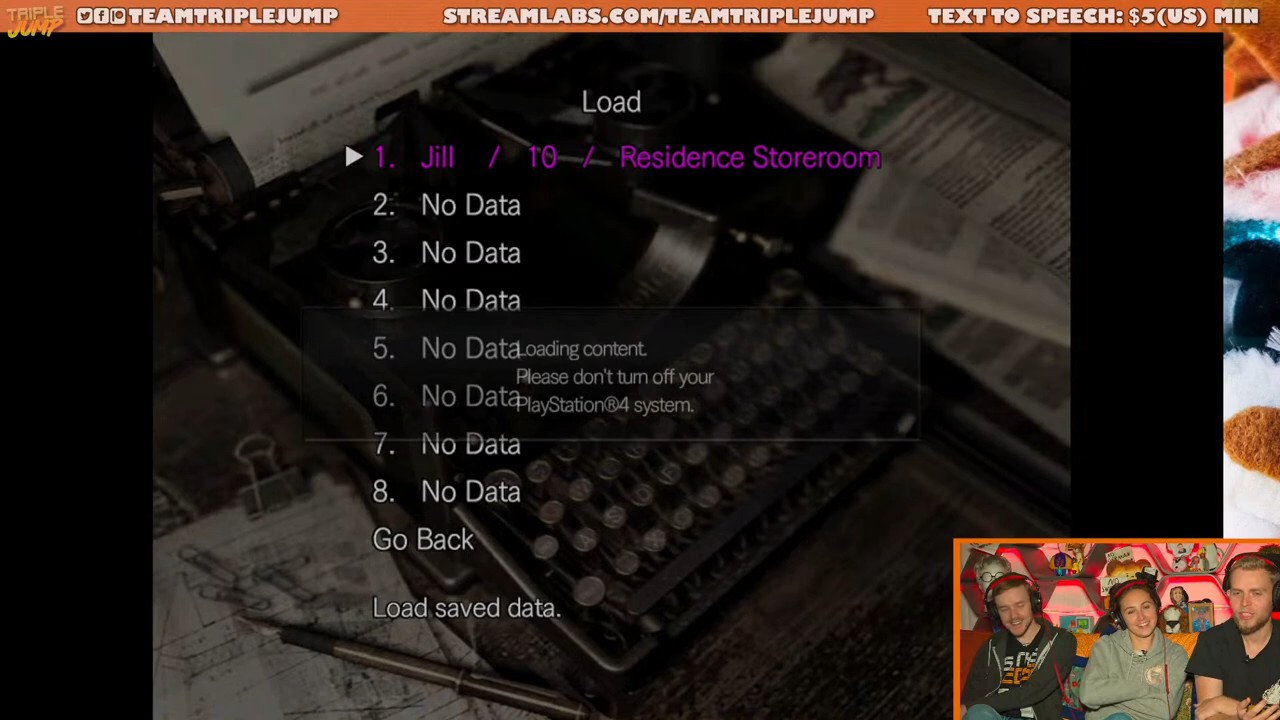 TRIPLE JUMP
TEAMTRIPLEJUMP
STREAMLABS.COM/TEAMTRIPLEJUMP
TEXT TO SPEECH: $5(US) MIN
Load
1. Jill / 10 / Residence Storeroom
2. No Data
3. No Data
4. No Data
5. No Data
6. No Data
7. No Data
8. No Data
Loading content.
Please don't turn off your
PlayStation®4 system.
Go Back
Load saved data.